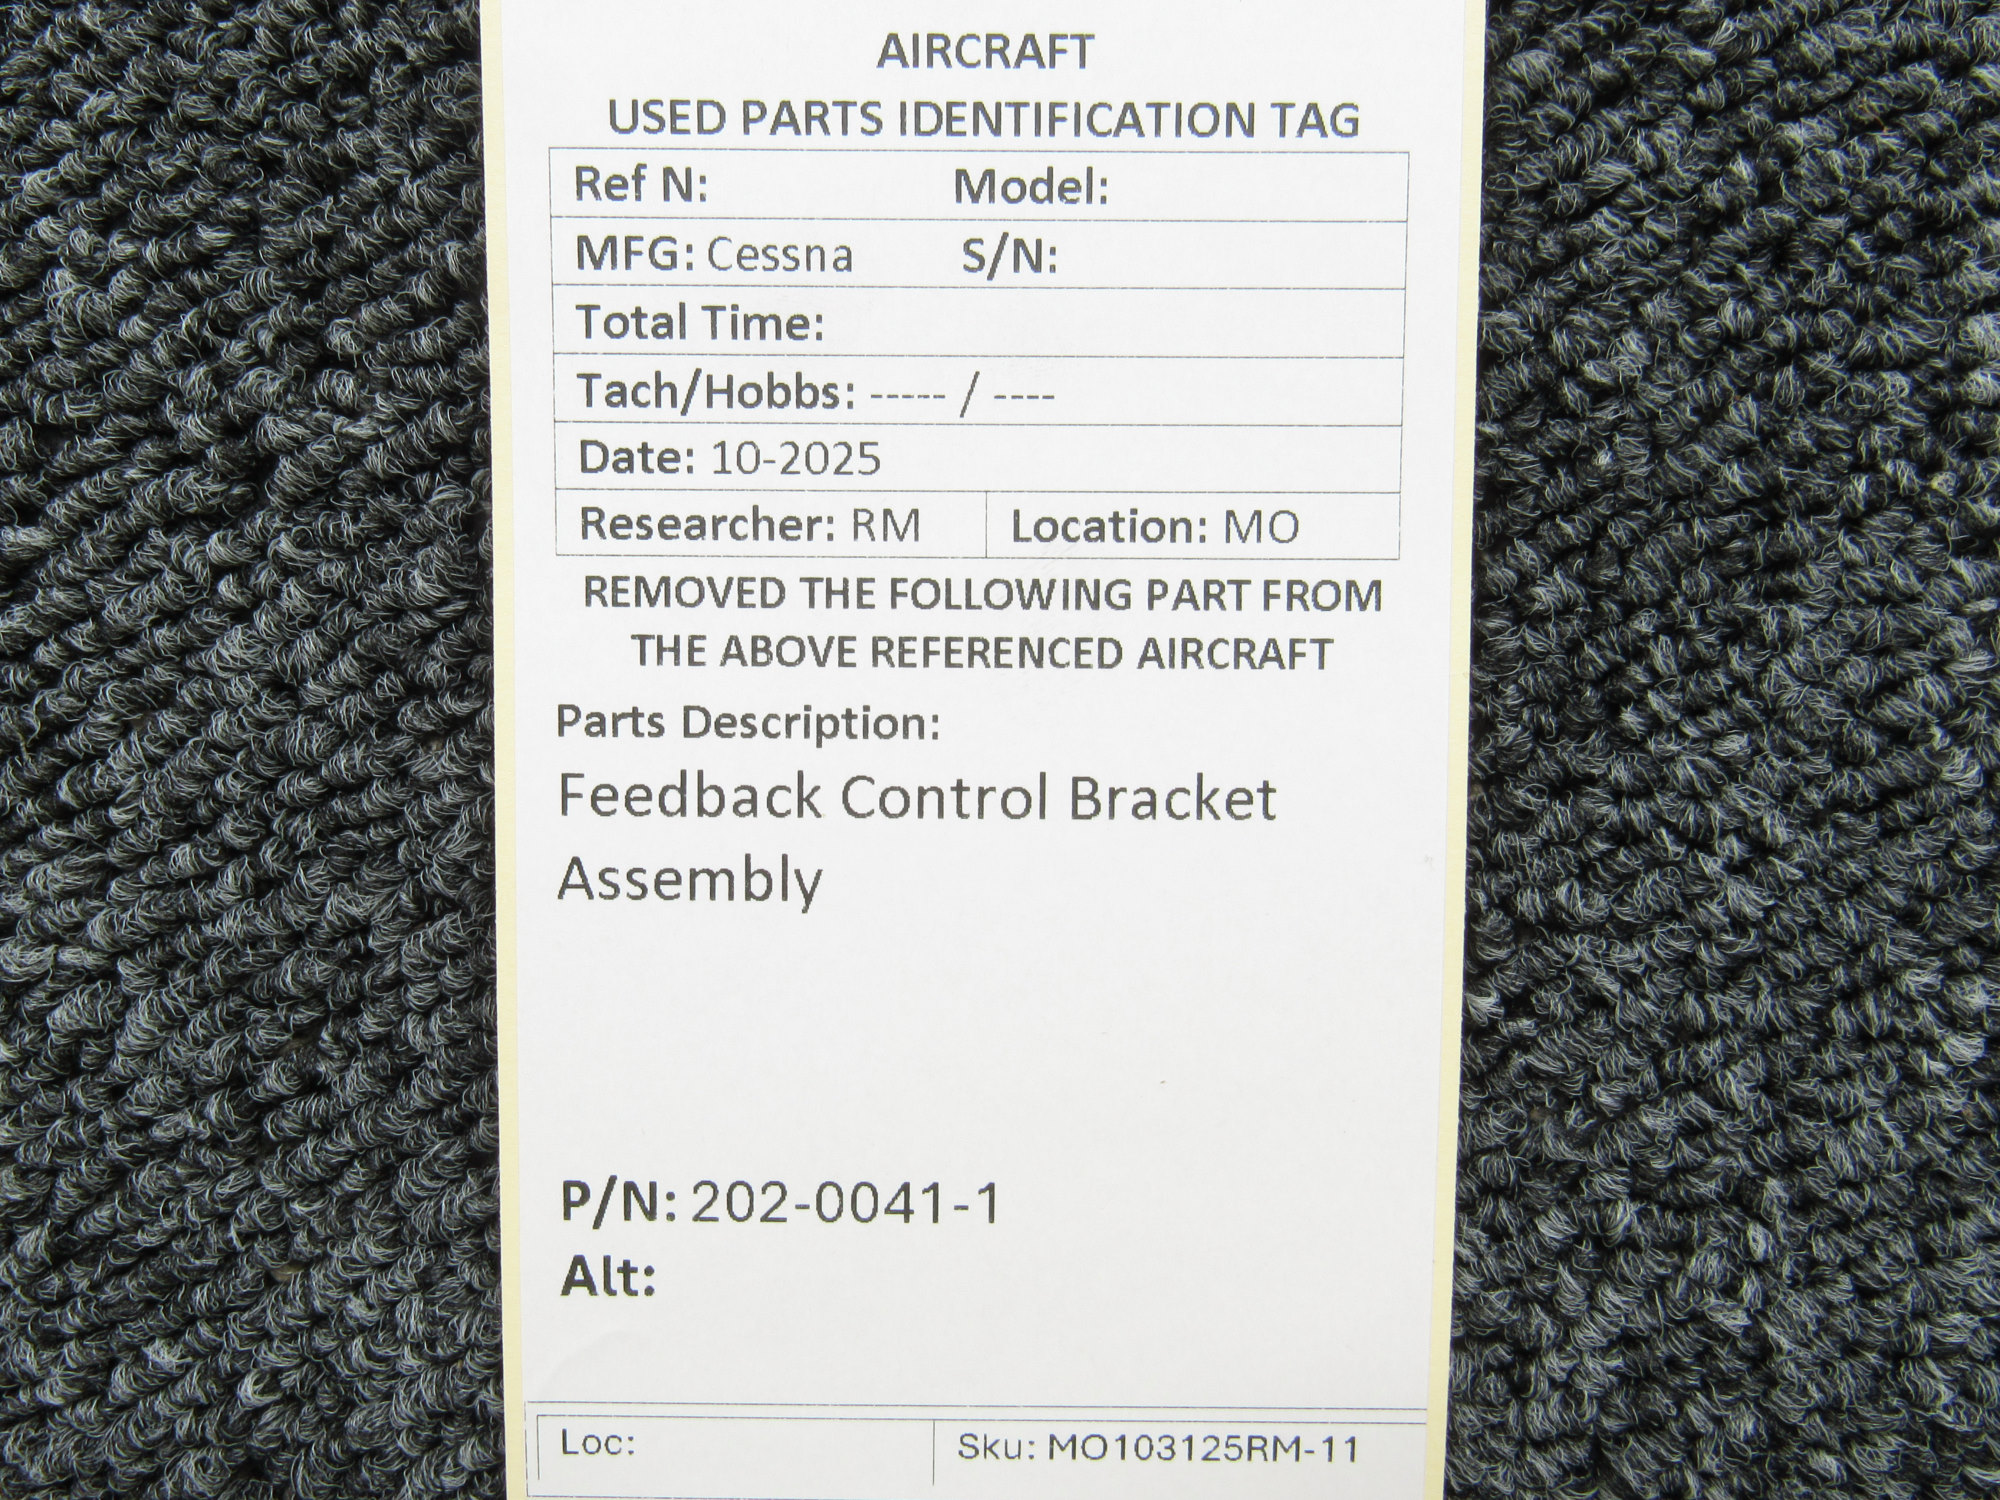 AIRCRAFT
USED PARTS IDENTIFICATION TAG
Ref N: Model:
MFG: Cessna S/N:
Total Time:
Tach/Hobbs: ----- / ----
Date: 10-2025
Researcher: RM Location: MO
REMOVED THE FOLLOWING PART FROM
THE ABOVE REFERENCED AIRCRAFT
Parts Description:
Feedback Control Bracket
Assembly
P/N: 202-0041-1
Alt:
Loc: Sku: MO103125RM-11